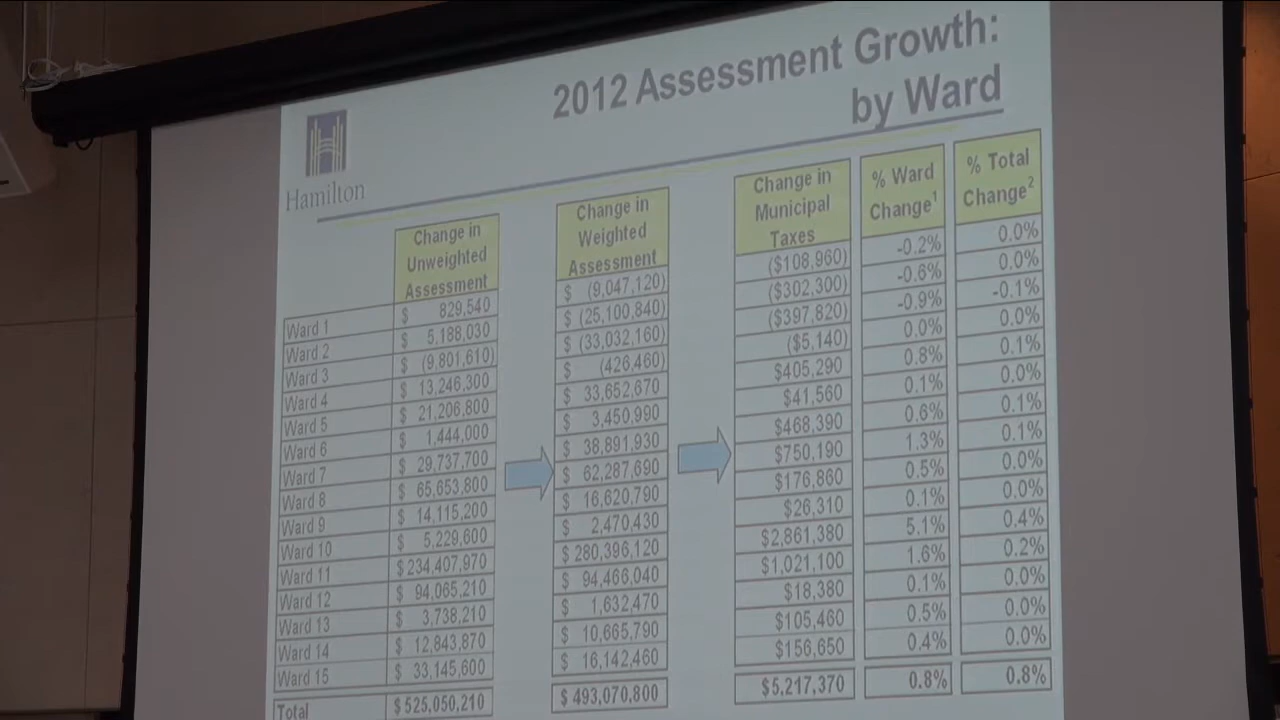 2012 Assessment Growth:
by Ward
Hamilton
Change in Unweighted Assessment Change in Weighted Assessment Change in Municipal Taxes % Ward Change1 % Total Change2
Ward 1 $ 829,540 $ (9,047,120) ($108,960) -0.2% 0.0%
Ward 2 $ 5,188,030 $ (25,100,840) ($302,300) -0.6% 0.0%
Ward 3 $ (9,801,610) $ (33,032,160) ($397,820) -0.9% -0.1%
Ward 4 $ 13,246,300 $ (426,460) ($5,140) 0.0% 0.0%
Ward 5 $ 21,206,800 $ 33,652,670 $405,290 0.8% 0.1%
Ward 6 $ 1,444,000 $ 3,450,990 $41,560 0.1% 0.0%
Ward 7 $ 29,737,700 $ 38,891,930 $468,390 0.6% 0.1%
Ward 8 $ 65,653,800 $ 62,287,690 $750,190 1.3% 0.1%
Ward 9 $ 14,115,200 $ 16,620,790 $176,860 0.5% 0.0%
Ward 10 $ 5,229,600 $ 2,470,430 $26,310 0.1% 0.0%
Ward 11 $234,407,970 $ 280,396,120 $2,861,380 5.1% 0.4%
Ward 12 $ 94,065,210 $ 94,466,040 $1,021,100 1.6% 0.2%
Ward 13 $ 3,738,210 $ 1,632,470 $18,380 0.1% 0.0%
Ward 14 $ 12,843,870 $ 10,665,790 $105,460 0.5% 0.0%
Ward 15 $ 33,145,600 $ 16,142,460 $156,650 0.4% 0.0%
Total $525,050,210 $ 493,070,800 $5,217,370 0.8% 0.8%